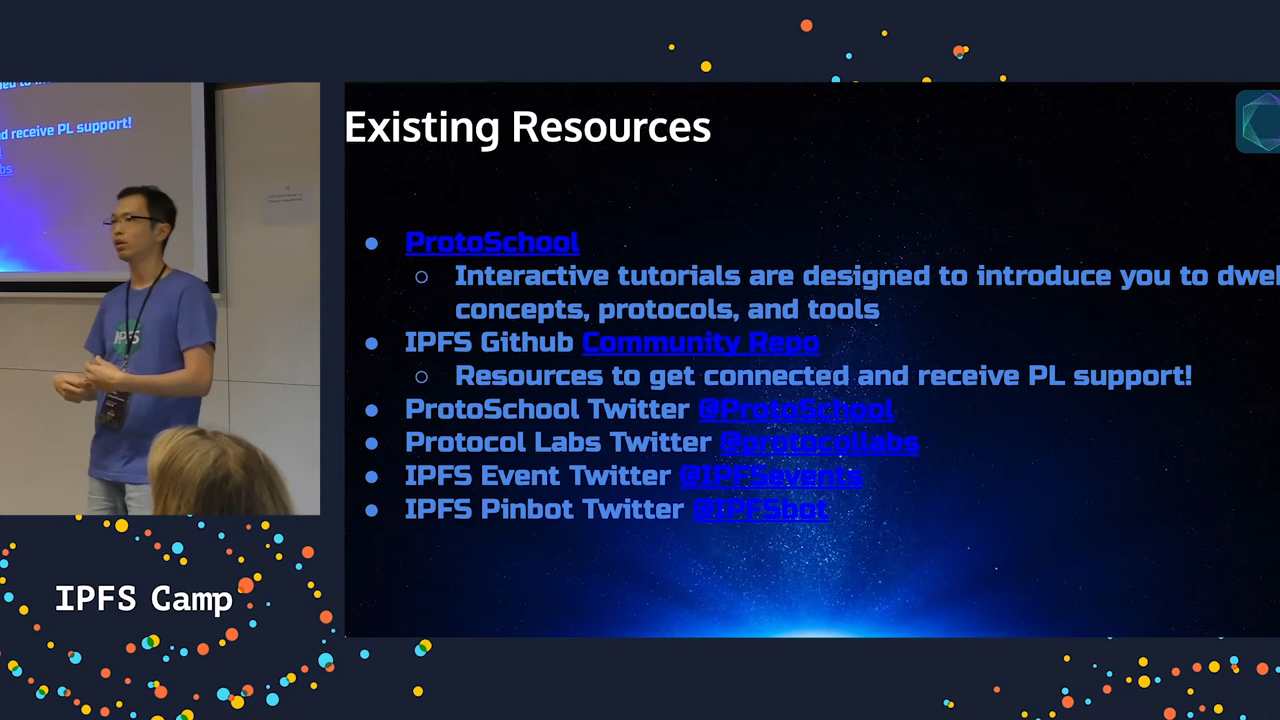 Existing Resources
ProtoSchool
Interactive tutorials are designed to introduce you to
concepts, protocols, and tools
IPFS Github Community Repo
Resources to get connected and receive PL support!
ProtoSchool Twitter @ProtoSchool
Protocol Labs Twitter @protocollabs
IPFS Event Twitter @IPFSevents
IPFS Pinbot Twitter @IPFSbot
receive PL support!
IPFS
IPFS Camp